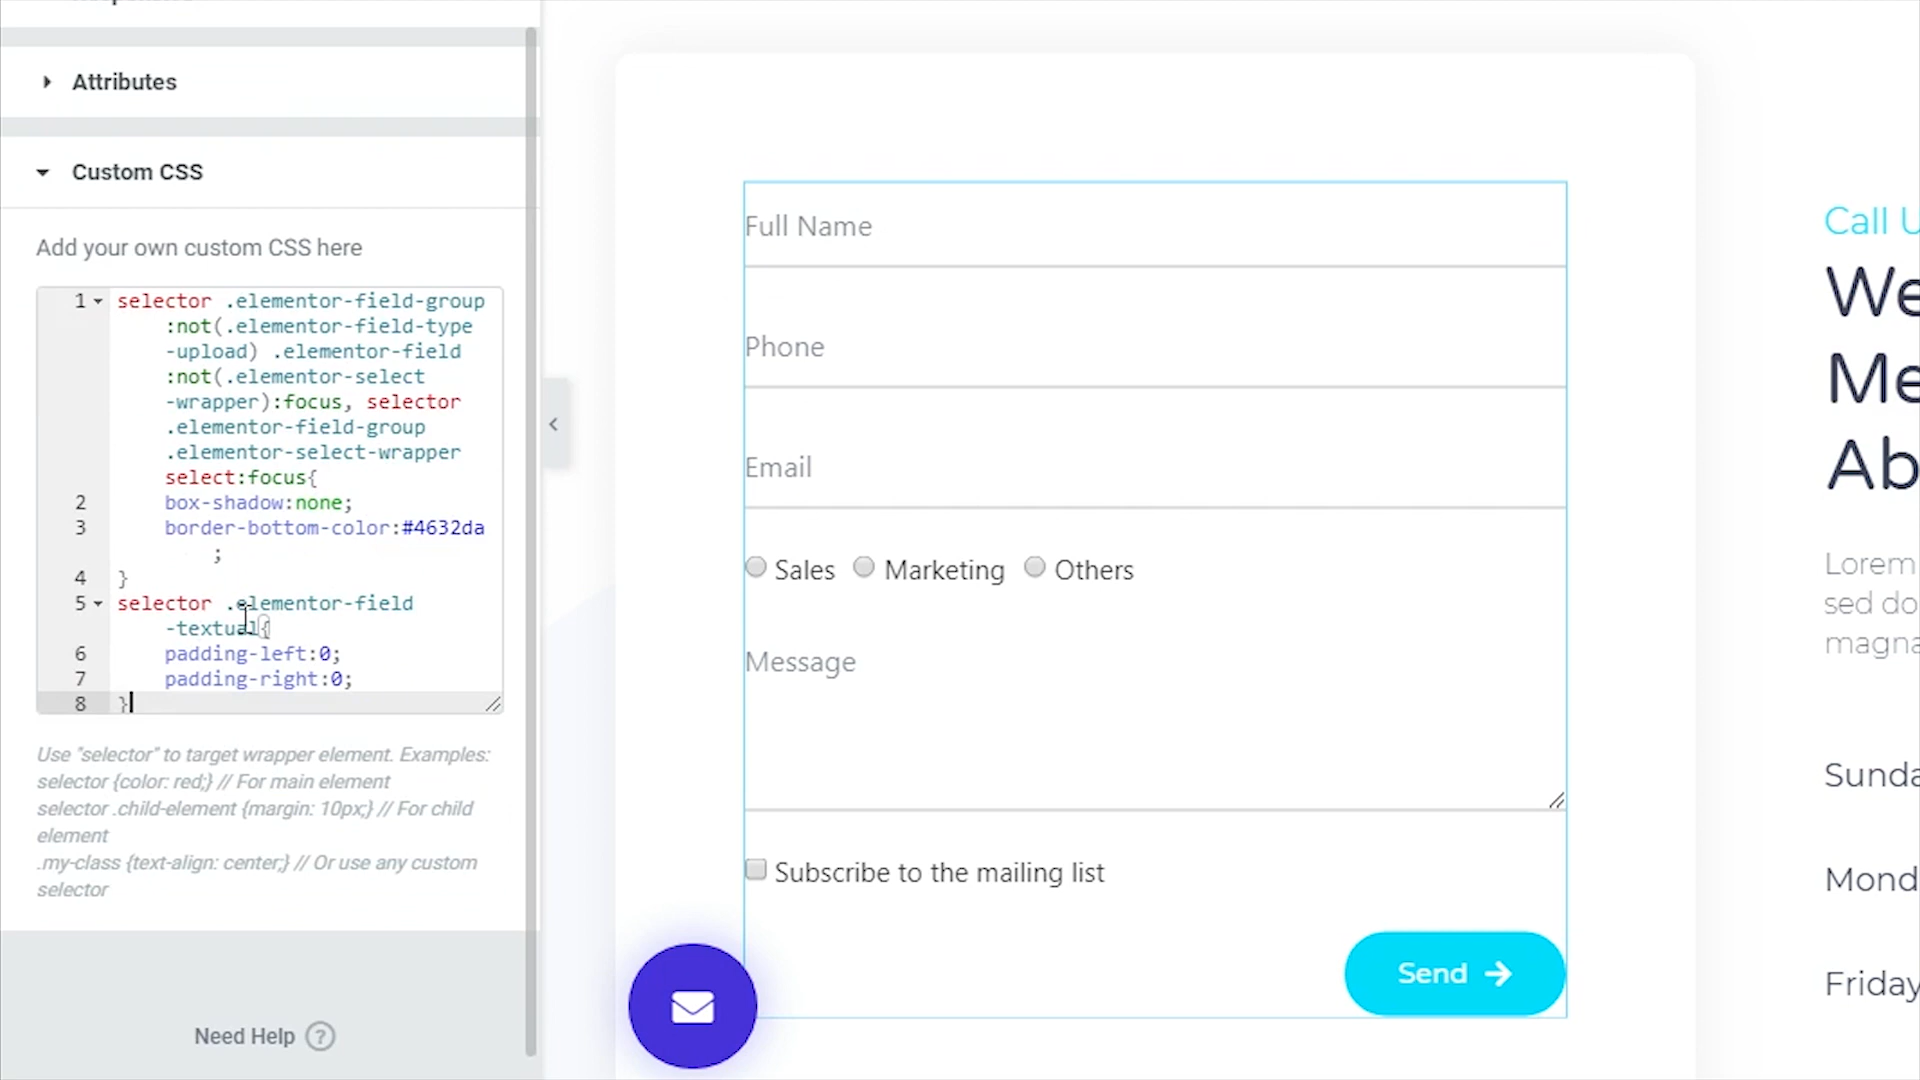 Attributes
Custom CSS
Add your own custom CSS here
1 selector .elementor-field-group
:not(.elementor-field-type
-upload) .elementor-field
:not(.elementor-select
-wrapper):focus, selector
.elementor-field-group
.elementor-select-wrapper
select:focus{
2 box-shadow:none;
3 border-bottom-color:#4632da
;
4 }
5 selector .elementor-field
-textual{
6 padding-left:0;
7 padding-right:0;
8 }
Use "selector" to target wrapper element. Examples:
selector {color: red;} // For main element
selector .child-element {margin: 10px;} // For child
element
.my-class {text-align: center;} // Or use any custom
selector
Need Help ?
Full Name
Phone
Email
Sales Marketing Others
Message
Subscribe to the mailing list
Send
Call U
We
Me
Ab
Lorem
sed do
magna
Sunda
Mond
Friday